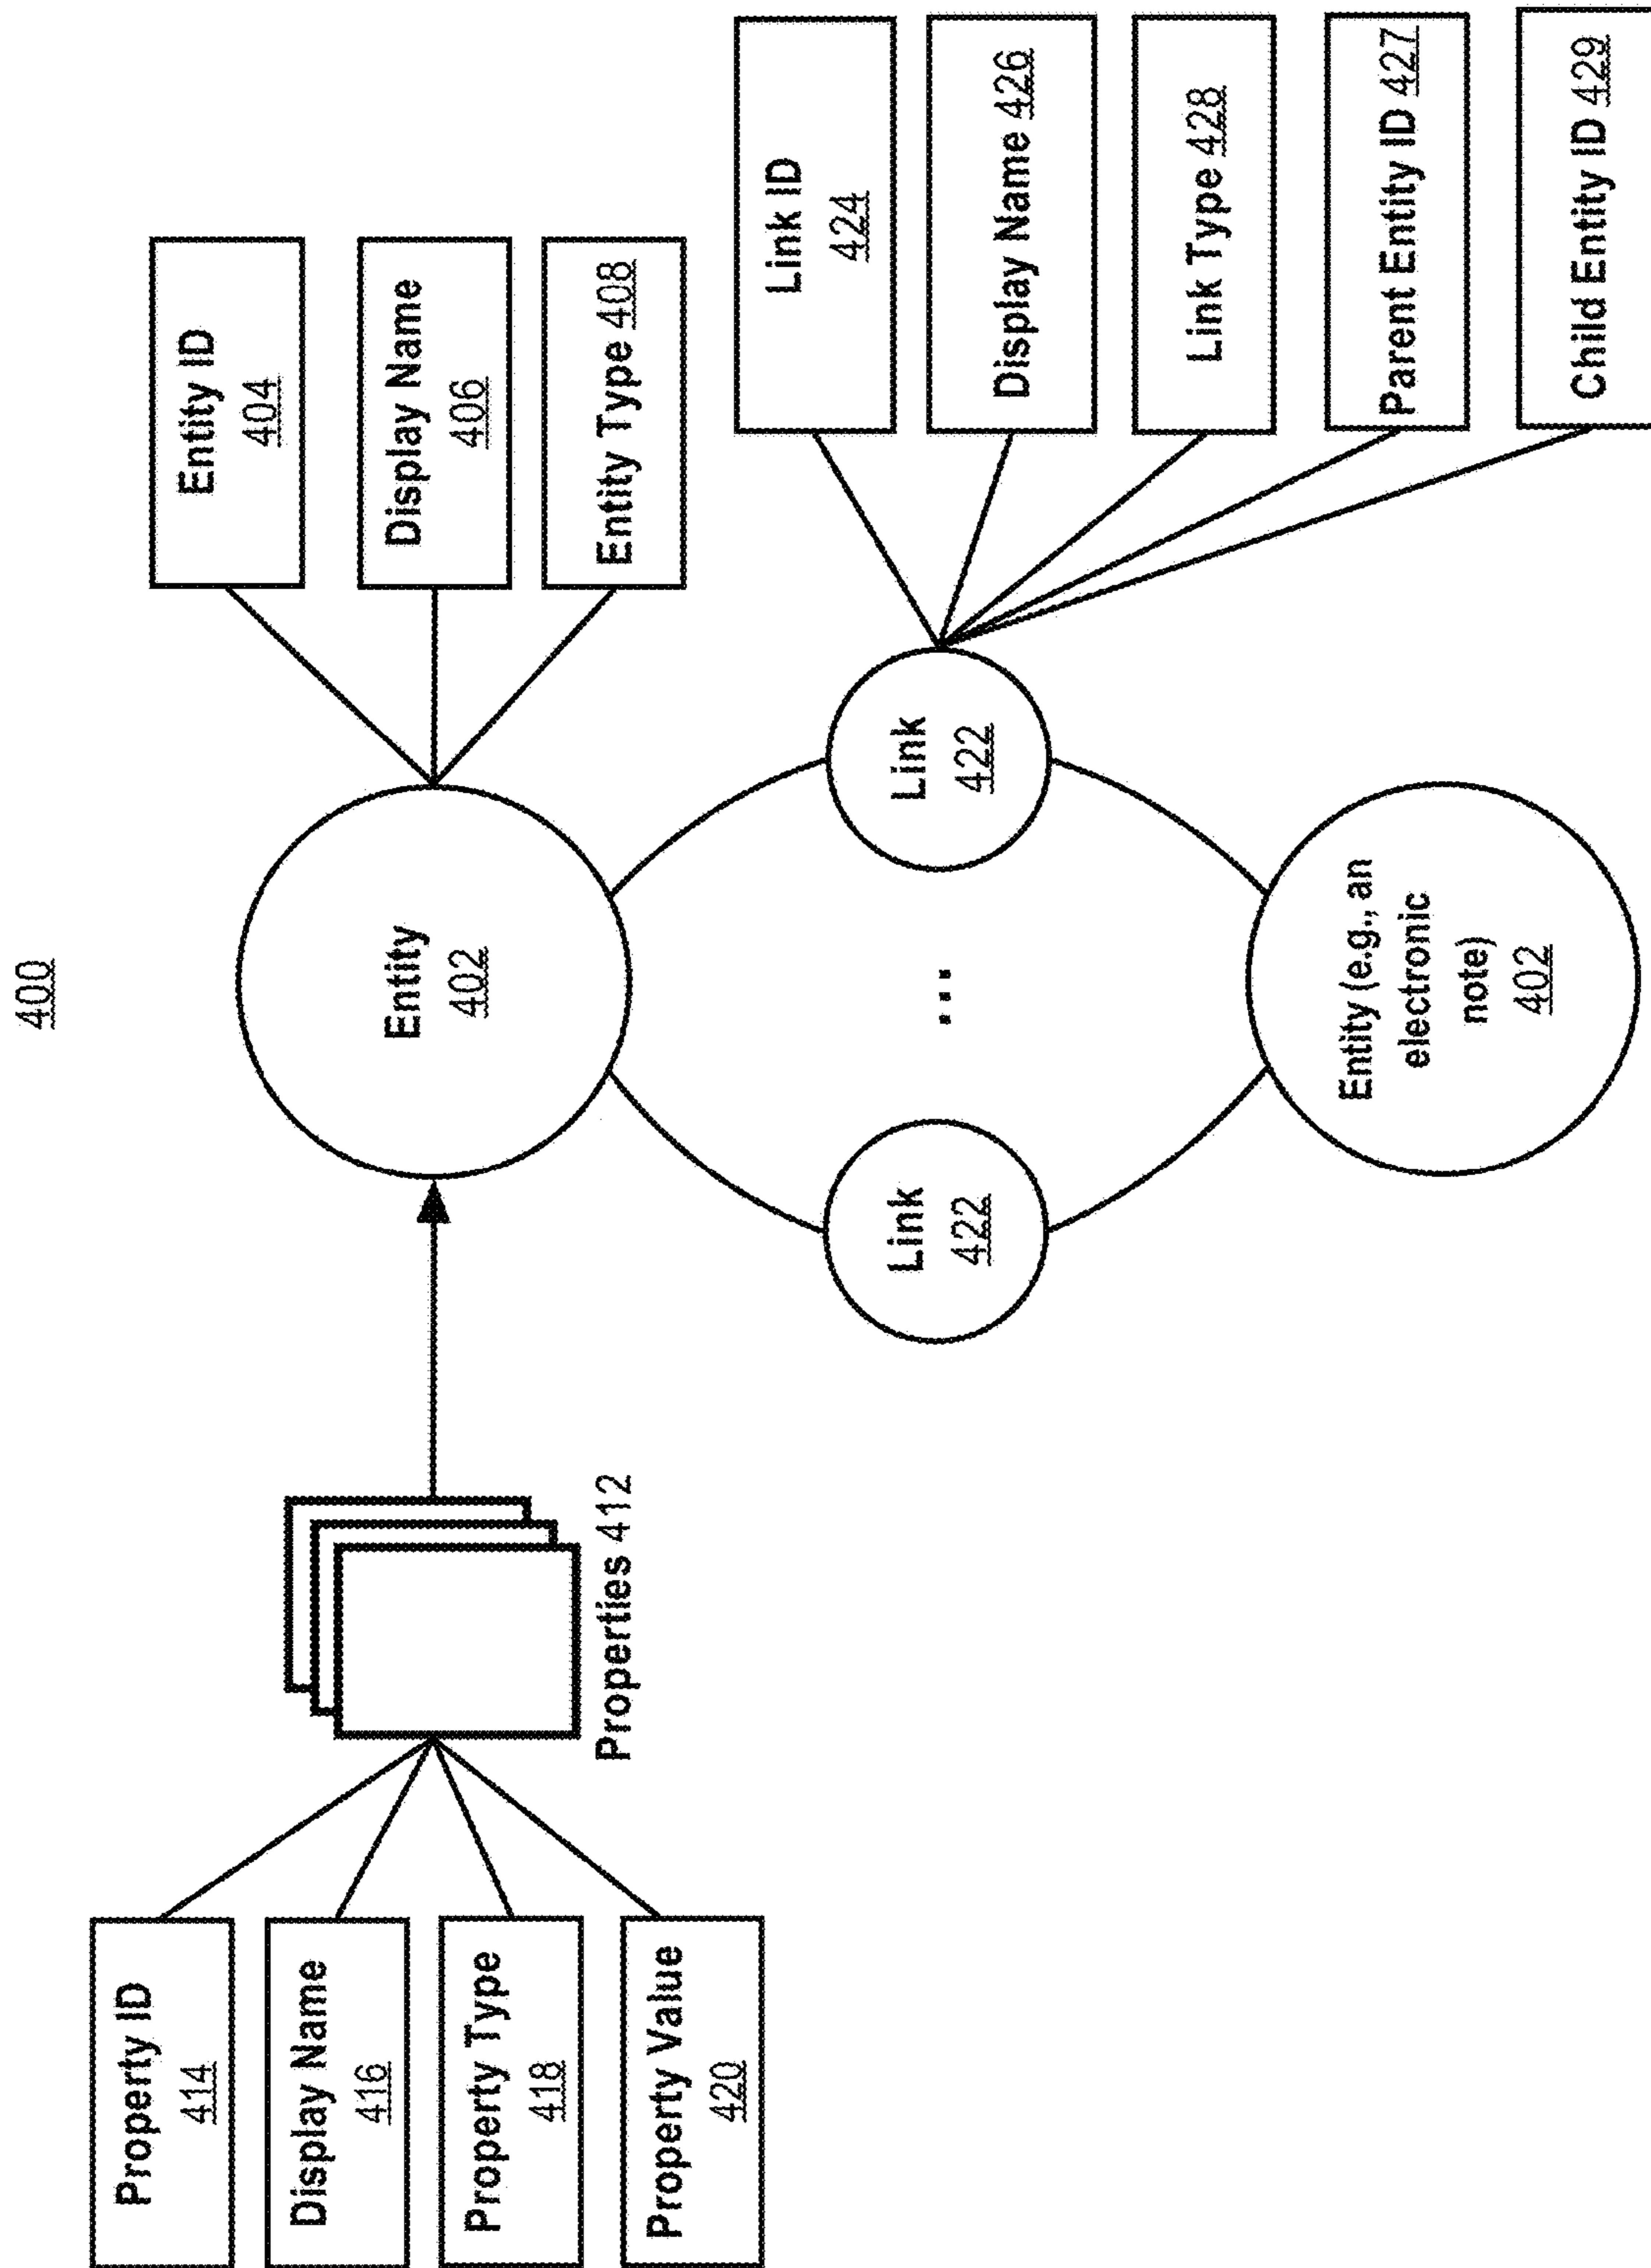 400
Property ID
414
Display Name
416
Property Type
418
Property Value
420
Properties 412
Entity
402
Entity ID
404
Display Name
406
Entity Type 408
Link
422
...
Link
422
Link ID
424
Display Name 426
Link Type 428
Parent Entity ID 427
Child Entity ID 429
Entity (e.g., an
electronic
note)
402